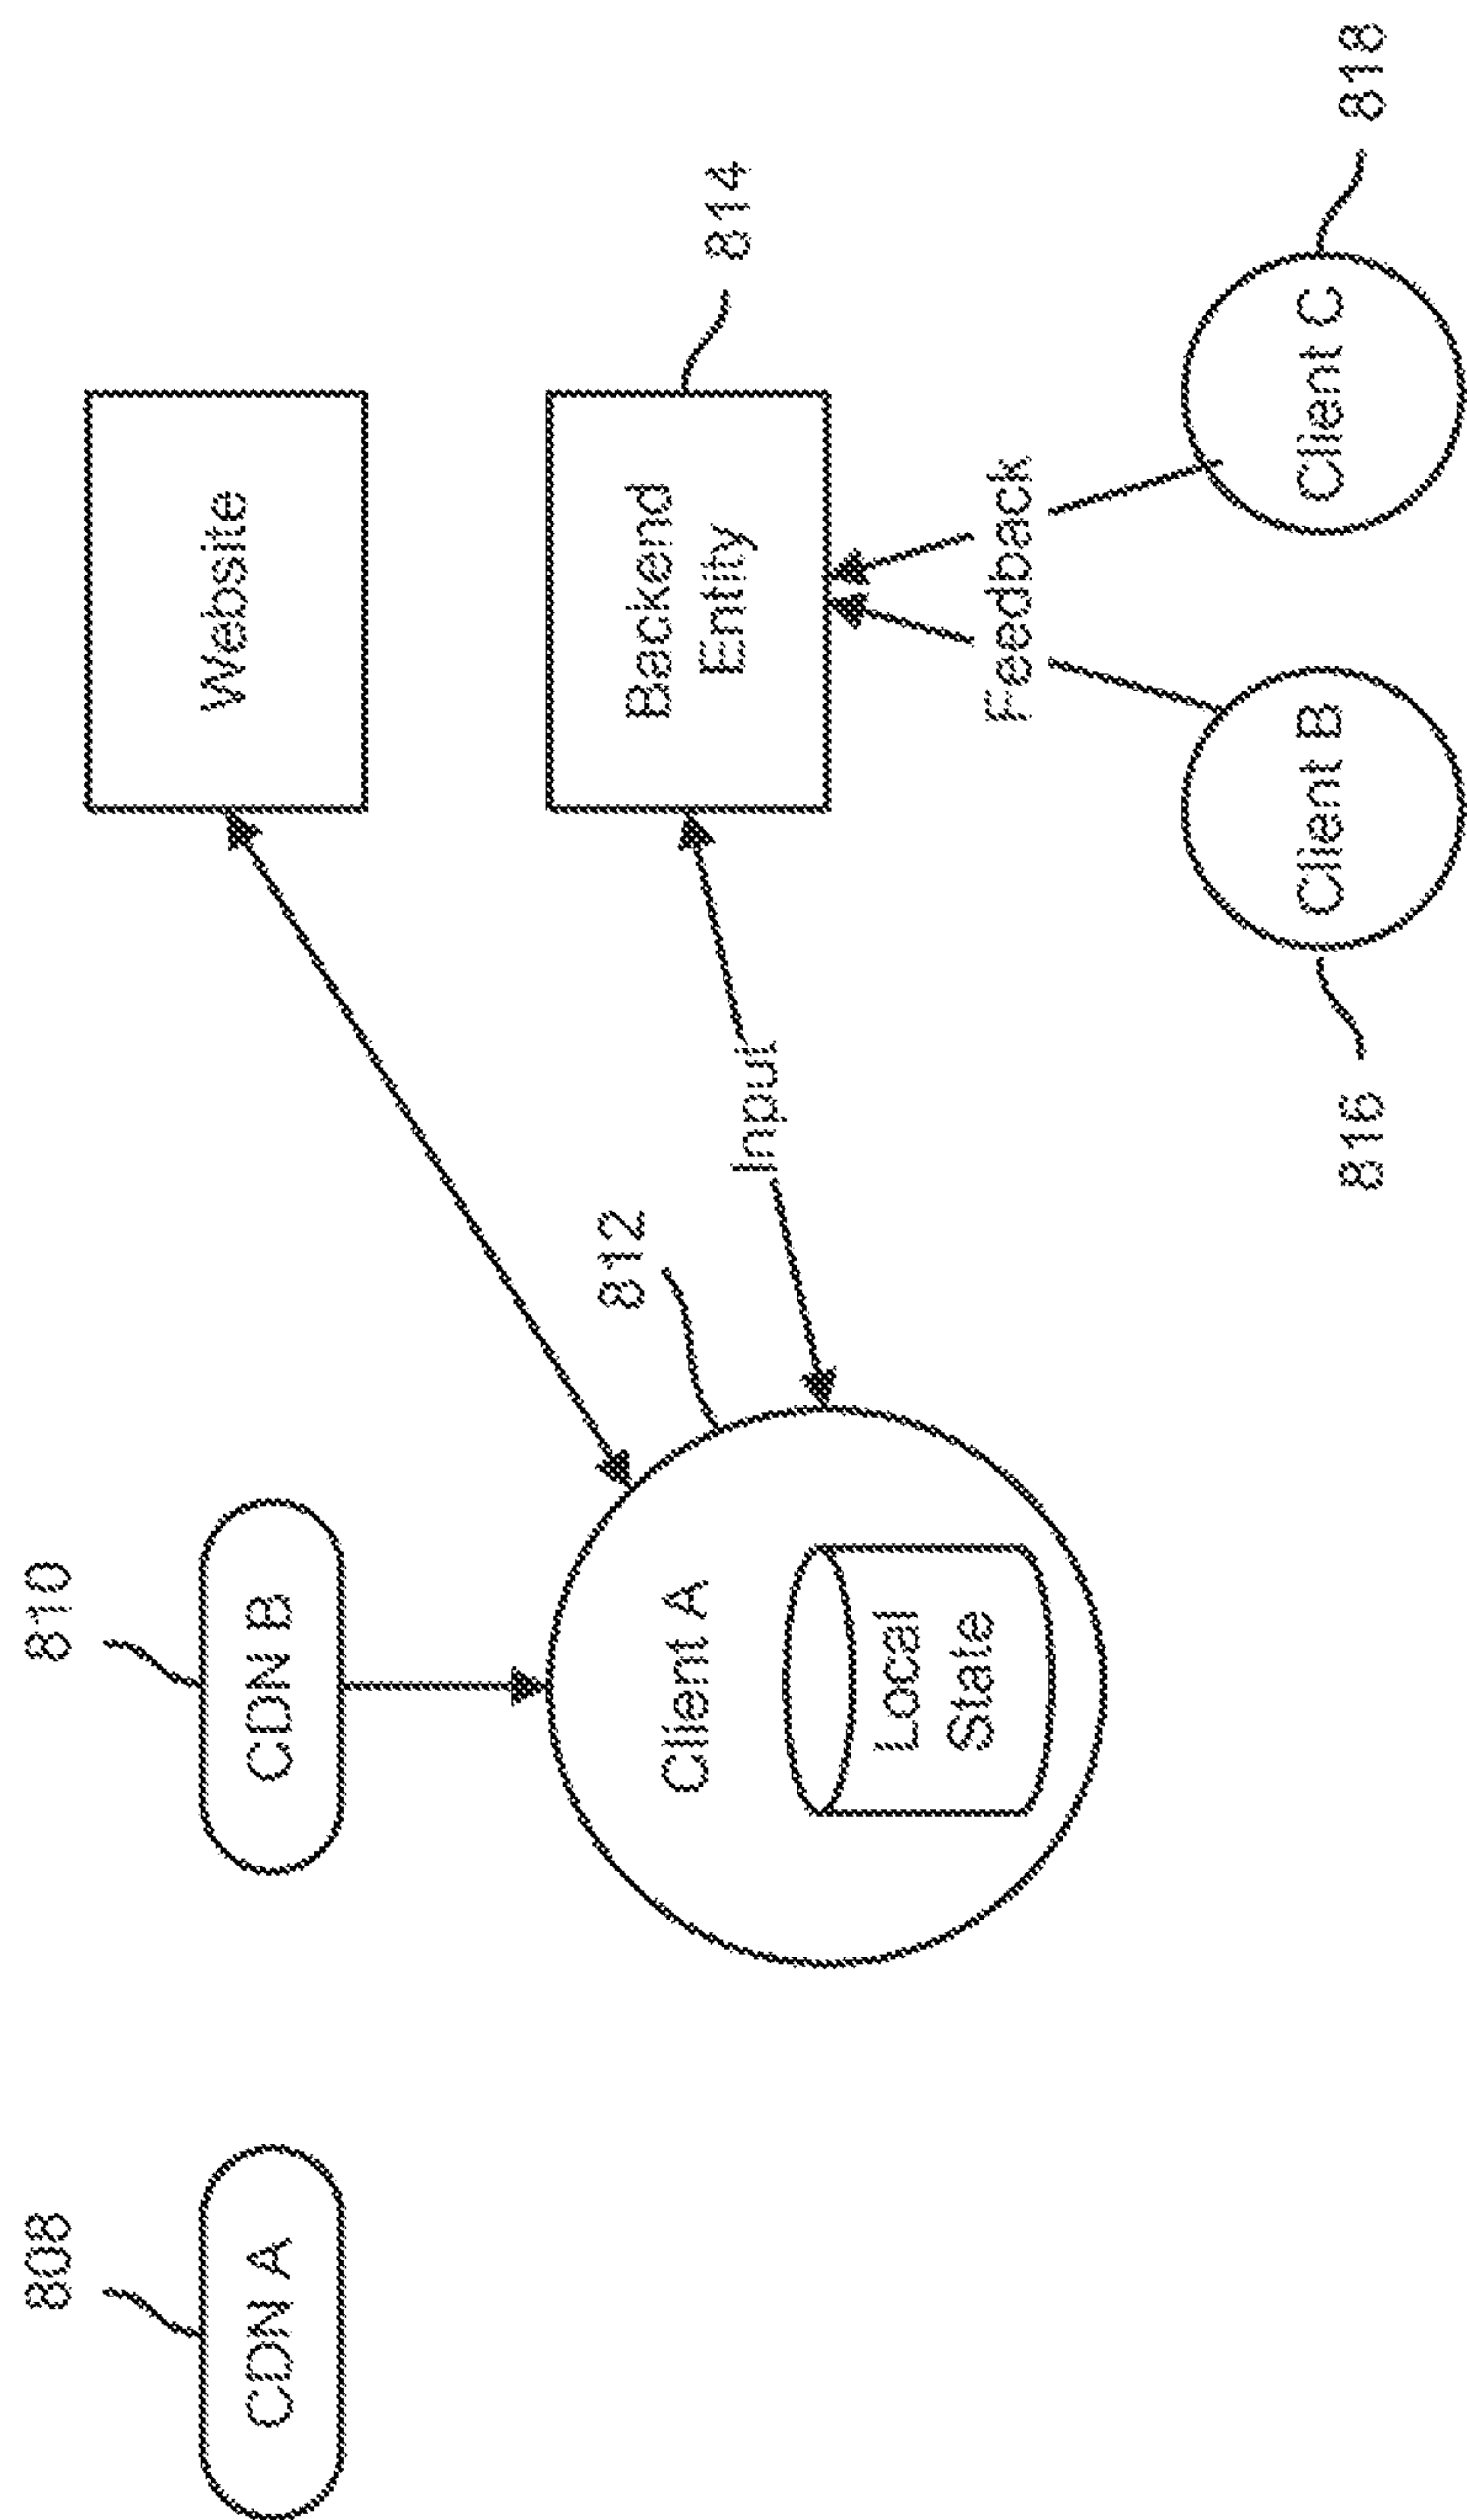 808
810
CDN A
CDN B
Website
812
Client A
Local
State
Input
Backend
Entity
814
Feedback
816
Client B
Client C
818